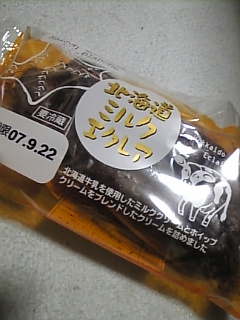 北海道
ミルク
エクレア
要冷蔵
限07.9.22
北海道牛乳を使用したミルククリームとホイップ
クリームをブレンドしたクリームを詰めました